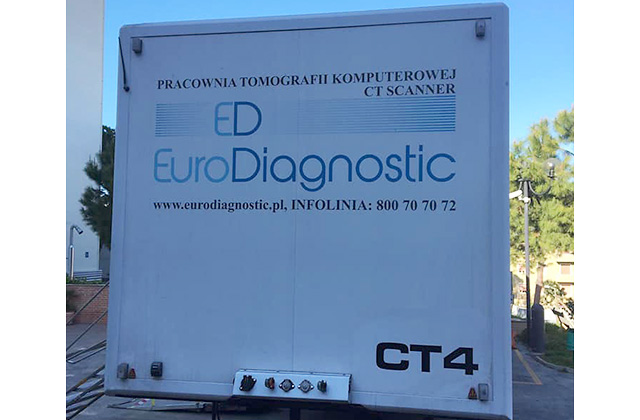 PRACOWNIA TOMOGRAFII KOMPUTEROWEJ
CT SCANNER
ED
EuroDiagnostic
www.eurodiagnostic.pl, INFOLINIA: 800 70 70 72
CT4